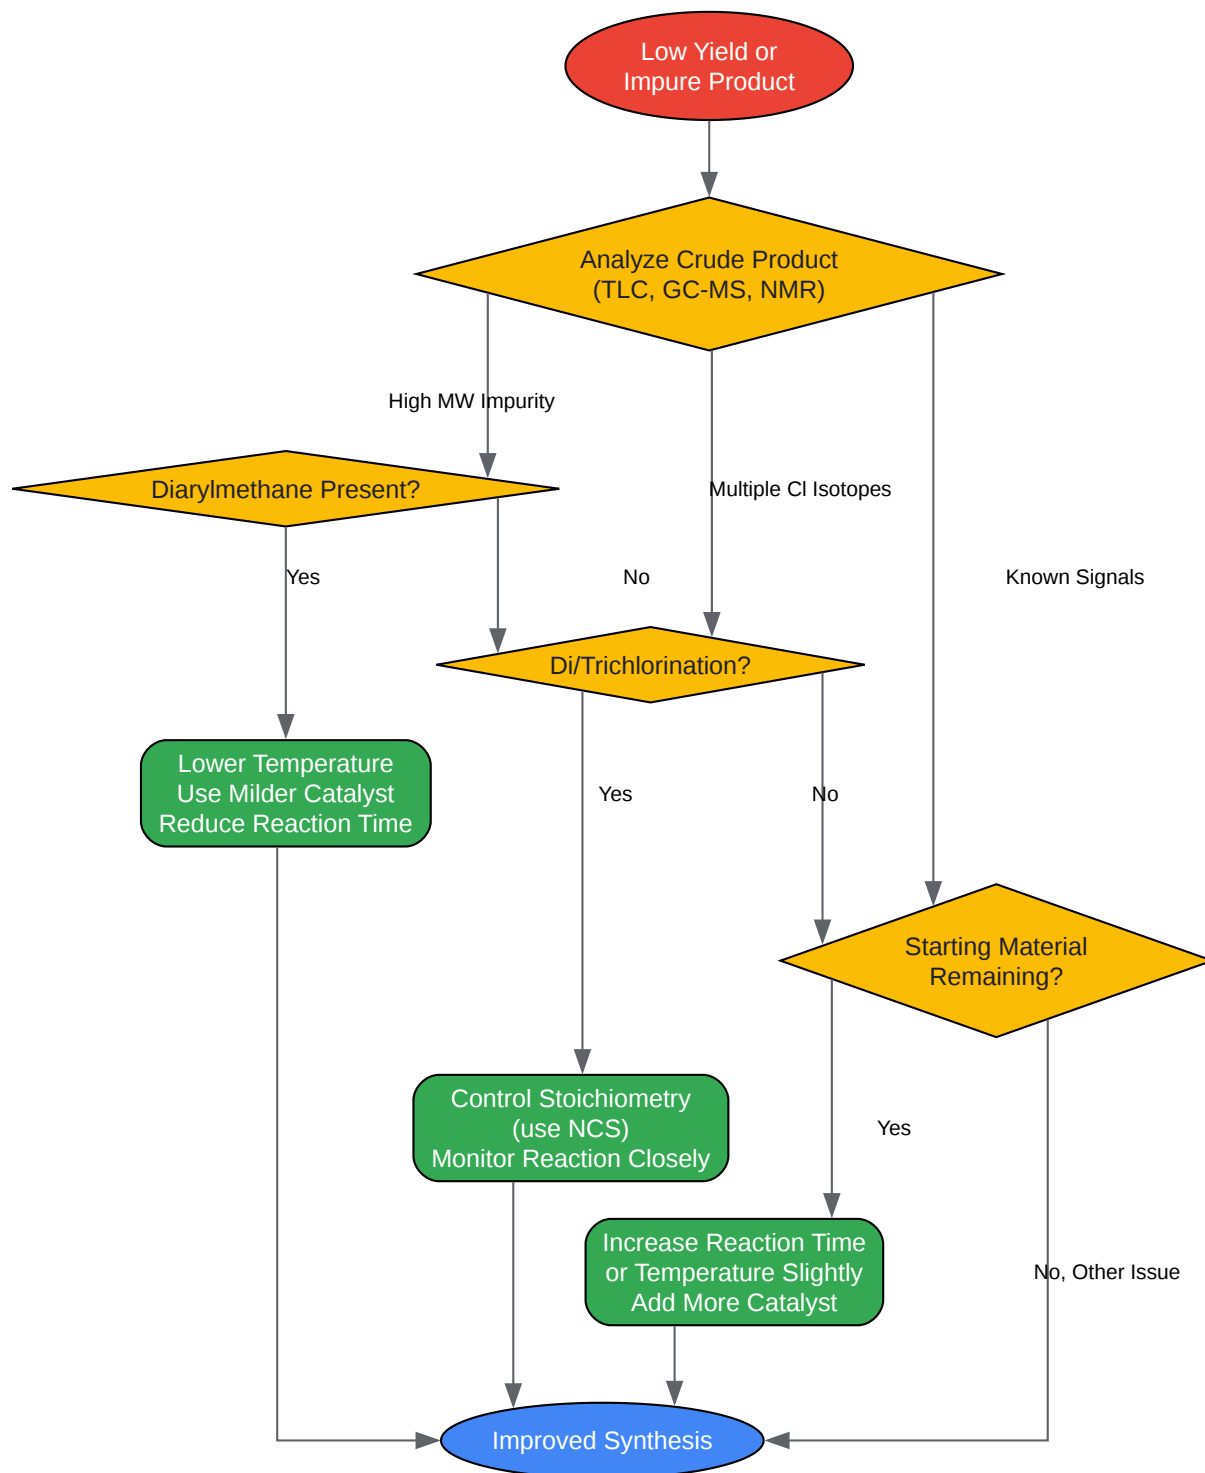 Low Yield or
Impure Product
Analyze Crude Product
(TLC, GC-MS, NMR)
High MW Impurity
Diarylmethane Present?
Multiple Cl Isotopes
Yes
No
Known Signals
Di/Trichlorination?
Lower Temperature
Use Milder Catalyst
Reduce Reaction Time
Yes
No
Starting Material
Remaining?
Control Stoichiometry
(use NCS)
Monitor Reaction Closely
Yes
Increase Reaction Time
or Temperature Slightly
Add More Catalyst
No, Other Issue
Improved Synthesis